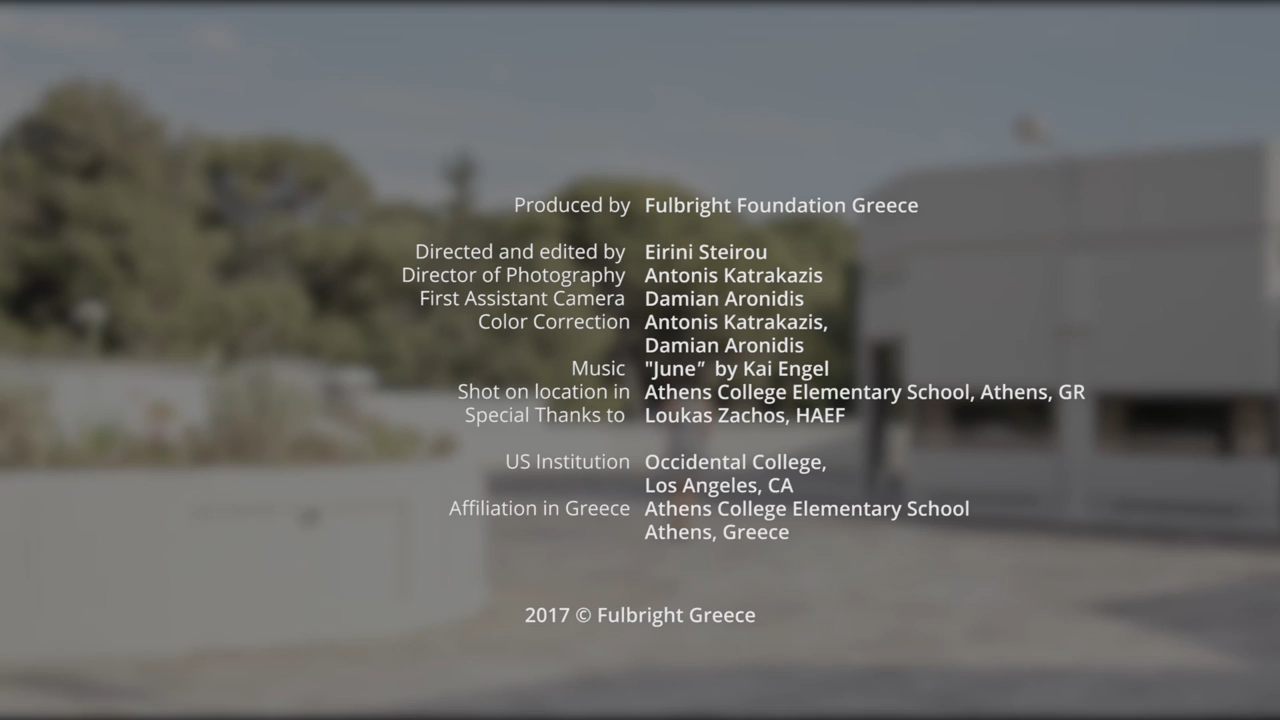 Produced by Fulbright Foundation Greece
Directed and edited by Eirini Steirou
Director of Photography Antonis Katrakazis
First Assistant Camera Damian Aronidis
Color Correction Antonis Katrakazis,
Damian Aronidis
Music "June” by Kai Engel
Shot on location in Athens College Elementary School, Athens, GR
Special Thanks to Loukas Zachos, HAEF
US Institution Occidental College,
Los Angeles, CA
Affiliation in Greece Athens College Elementary School
Athens, Greece
2017 © Fulbright Greece